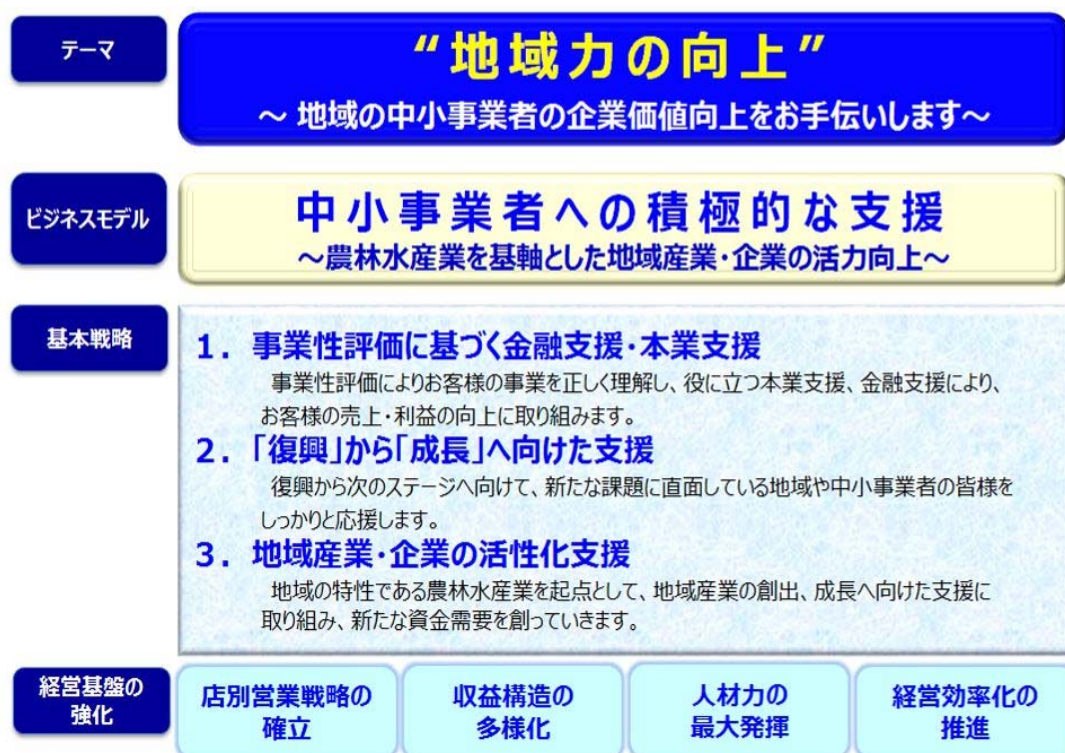 テーマ
“地域力の向上”
～ 地域の中小事業者の企業価値向上をお手伝いします～
ビジネスモデル
中小事業者への積極的な支援
～農林水産業を基軸とした地域産業・企業の活力向上～
基本戦略
１．事業性評価に基づく金融支援・本業支援
事業性評価によりお客様の事業を正しく理解し、役に立つ本業支援、金融支援により、
お客様の売上・利益の向上に取り組みます。
２．「復興」から「成長」へ向けた支援
復興から次のステージへ向けて、新たな課題に直面している地域や中小事業者の皆様を
しっかりと応援します。
３．地域産業・企業の活性化支援
地域の特性である農林水産業を起点として、地域産業の創出、成長へ向けた支援に
取り組み、新たな資金需要を創っていきます。
経営基盤の
強化
店別営業戦略の
確立
収益構造の
多様化
人材力の
最大発揮
経営効率化の
推進